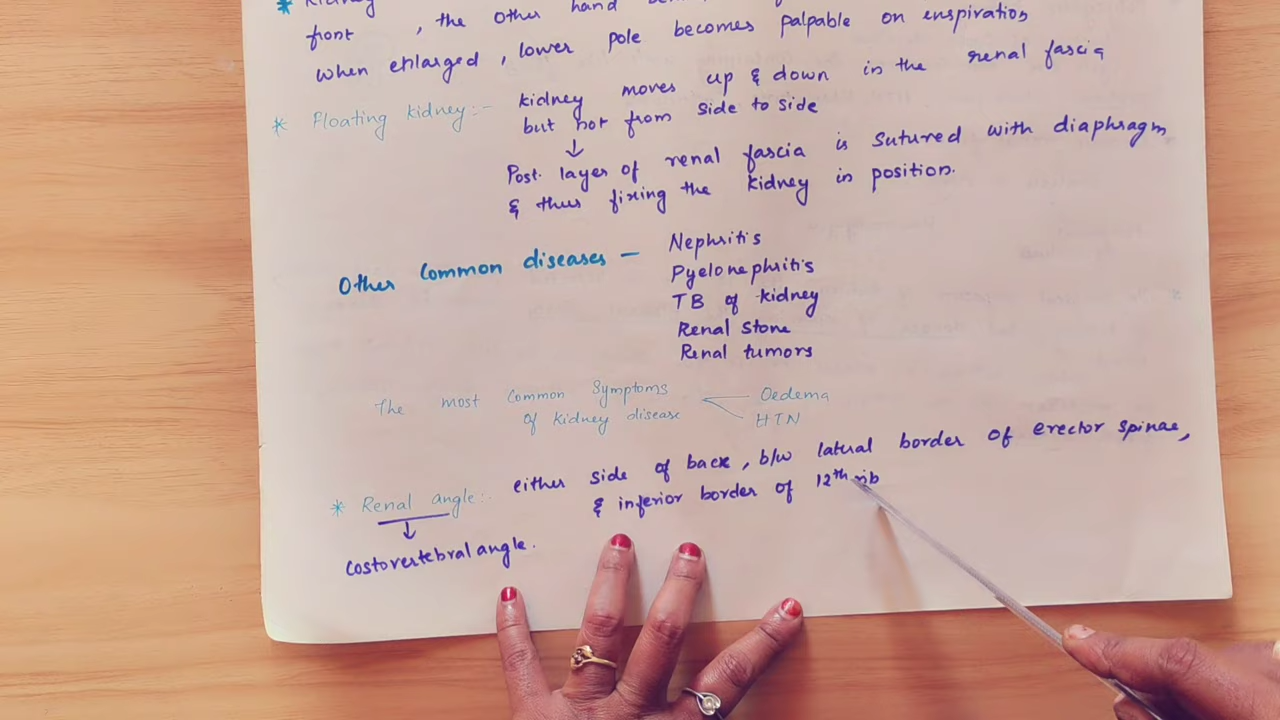 * Kidney
front , the other hand
when enlarged, lower pole becomes palpable on inspiration
* Floating kidney:- kidney moves up & down in the renal fascia
but not from side to side
↓
Post. layer of renal fascia is sutured with diaphragm
& thus fixing the kidney in position.
Other Common diseases - Nephritis
Pyelonephritis
TB of kidney
Renal stone
Renal tumors
The most Common Symptoms Oedema
of kidney disease HTN
* Renal angle:- either side of back, b/w latual border of erector spinae,
& inferior border of 12th rib
↓
costovertebral angle.